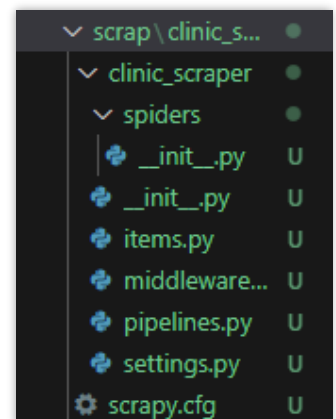 scrap\clinic_s...
clinic_scraper
spiders
__init__.py U
__init__.py U
items.py U
middleware... U
pipelines.py U
settings.py U
scrapy.cfg U